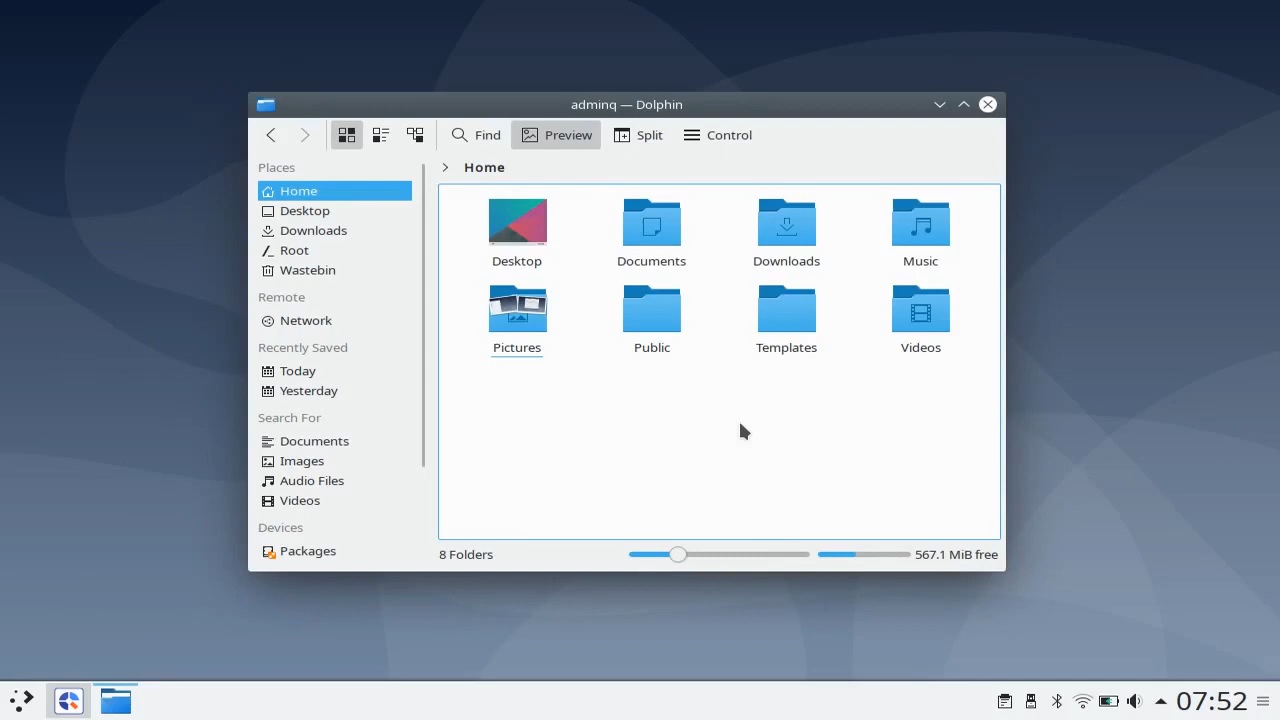 adminq — Dolphin
Find
Preview
Split
Control
Places
Home
Desktop
Downloads
Root
Wastebin
Remote
Network
Recently Saved
Today
Yesterday
Search For
Documents
Images
Audio Files
Videos
Devices
Packages
Home
Desktop
Documents
Downloads
Music
Pictures
Public
Templates
Videos
8 Folders
567.1 MiB free
07:52